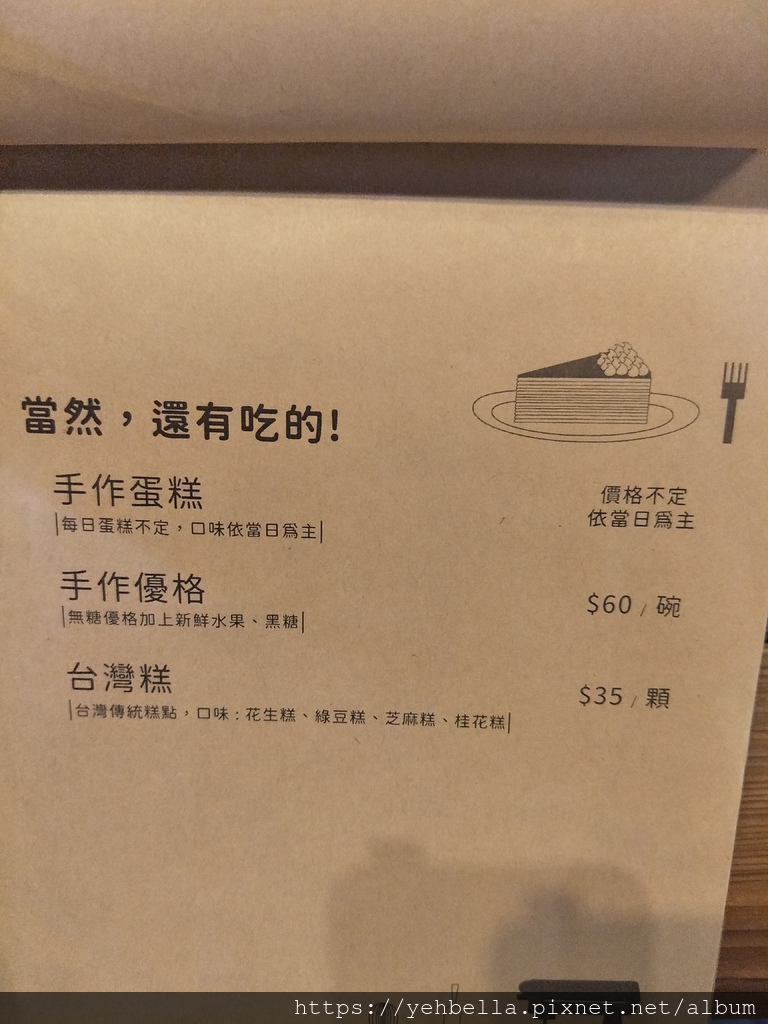 當然，還有吃的!
手作蛋糕
|每日蛋糕不定，口味依當日為主|
價格不定
依當日為主
手作優格
|無糖優格加上新鮮水果、黑糖|
$60 / 碗
台灣糕
|台灣傳統糕點，口味:花生糕、綠豆糕、芝麻糕、桂花糕|
$35 / 顆
https://yehbella.pixnet.net/album